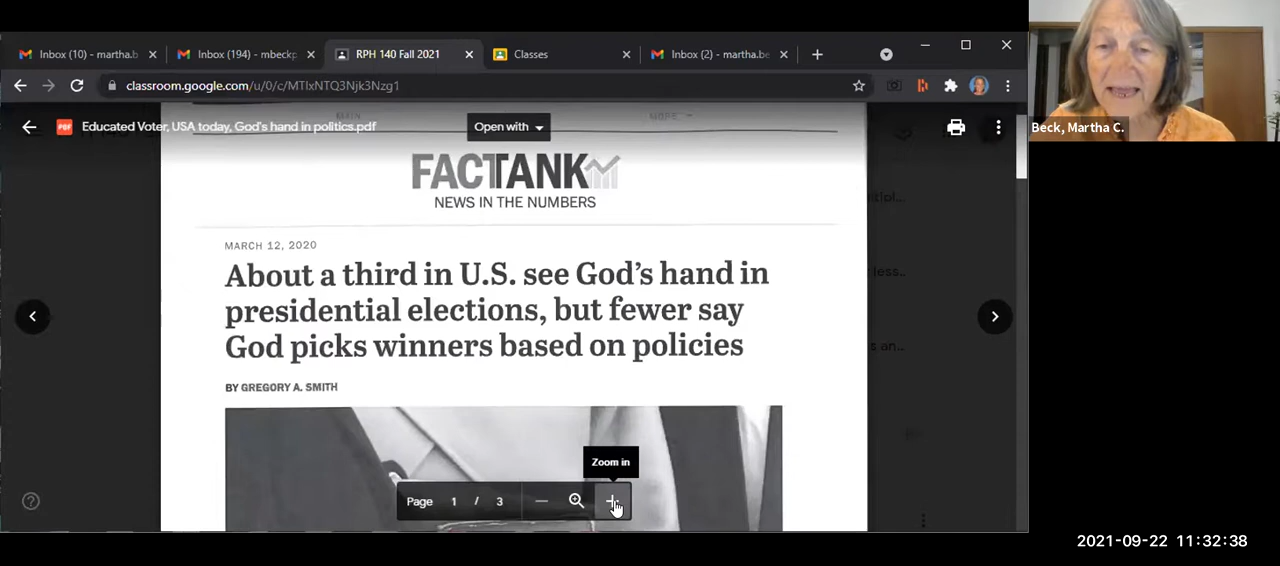 Inbox (10) - martha.b
Inbox (194) - mbeckp
RPH 140 Fall 2021
Classes
Inbox (2) - martha.be
classroom.google.com/u/0/c/MTIxNTQ3Njk3Nzg1
PDF
Educated Voter, USA today, God's hand in politics.pdf
Open with
MAIN
MORE
Beck, Martha C.
FACTANK
NEWS IN THE NUMBERS
MARCH 12, 2020
About a third in U.S. see God's hand in
presidential elections, but fewer say
God picks winners based on policies
BY GREGORY A. SMITH
Zoom in
Page 1 / 3
2021-09-22 11:32:38